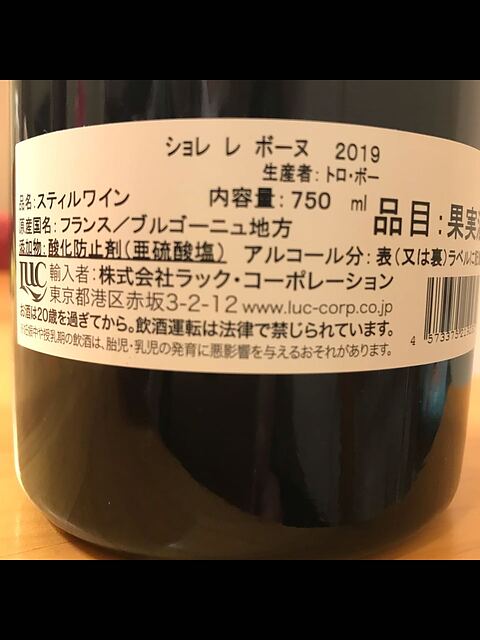 ショレ レ ボーヌ 2019
生産者：トロ・ボー
品名：スティルワイン 内容量：750 ml
原産国名：フランス／ブルゴーニュ地方
品目：果実
添加物：酸化防止剤（亜硫酸塩） アルコール分：表（又は裏）ラベルに
LUC 輸入者：株式会社ラック・コーポレーション
東京都港区赤坂3-2-12 www.luc-corp.co.jp
お酒は20歳を過ぎてから。飲酒運転は法律で禁じられています。
妊娠中や授乳期の飲酒は、胎児・乳児の発育に悪影響を与えるおそれがあります。